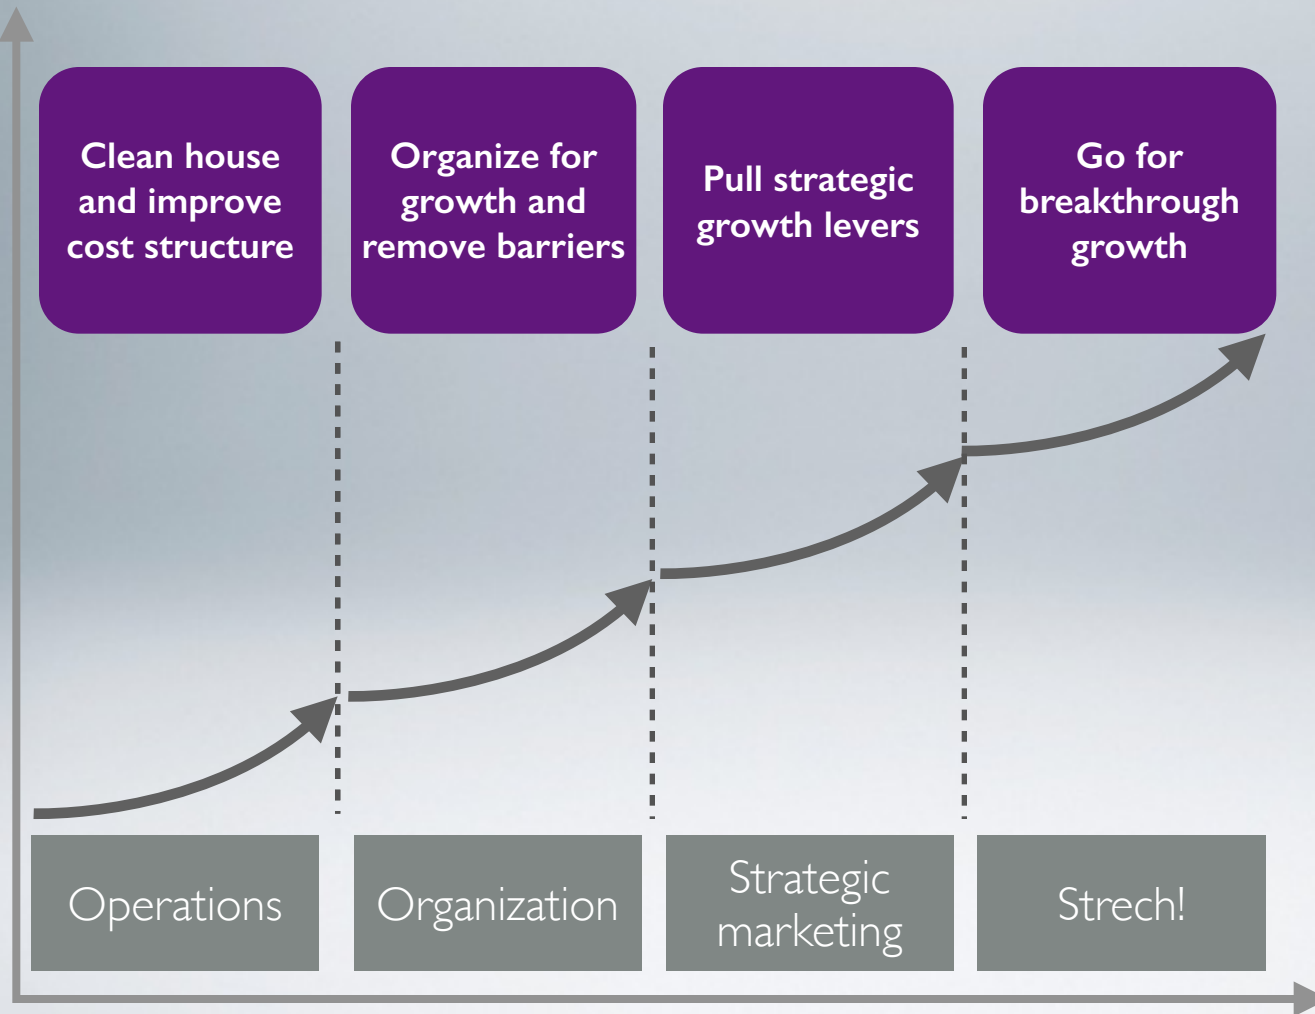 Clean house
and improve
cost structure
Organize for
growth and
remove barriers
Pull strategic
growth levers
Go for
breakthrough
growth
Operations
Organization
Strategic
marketing
Strech!